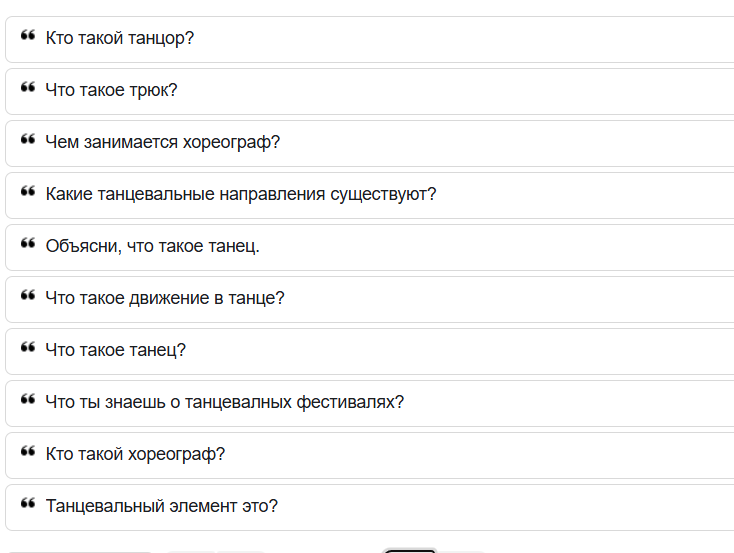 ❝ Кто такой танцор?
❝ Что такое трюк?
❝ Чем занимается хореограф?
❝ Какие танцевальные направления существуют?
❝ Объясни, что такое танец.
❝ Что такое движение в танце?
❝ Что такое танец?
❝ Что ты знаешь о танцевалных фестивалях?
❝ Кто такой хореограф?
❝ Танцевальный элемент это?